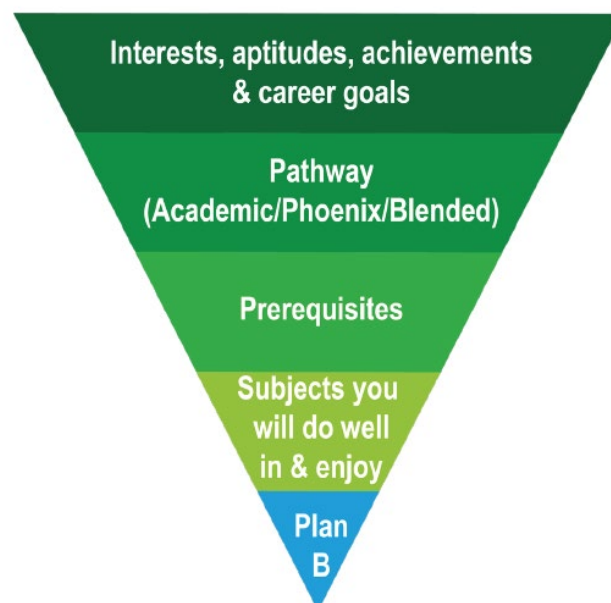 Interests, aptitudes, achievements
& career goals
Pathway
(Academic/Phoenix/Blended)
Prerequisites
Subjects you
will do well
in & enjoy
Plan
B